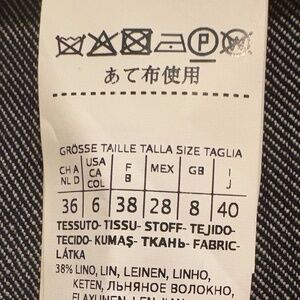 P
あて布使用
GRÖSSE TAILLE TALLA SIZE TAGLIA
CH A NL D USA CA COL F B MEX GB I J
36 6 38 28 8 40
TESSUTO- TISSU- STOFF- TEJIDO-
TECIDO- KUMAŞ- TKAHb- FABRIC-
LÁTKA
38% LINO, LIN, LEINEN, LINHO,
KETEN, ЛЬНЯНОЕ ВОЛОКНО,